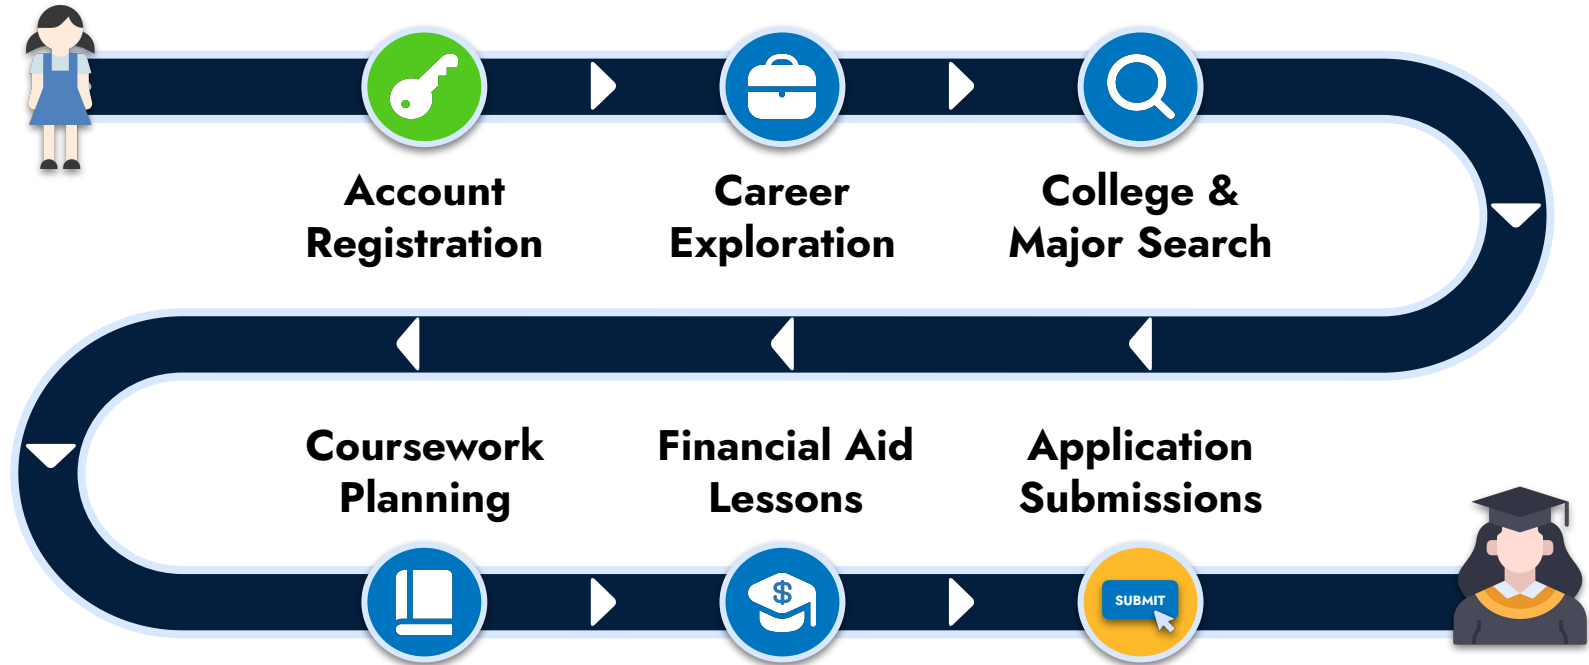 Account
Registration
Career
Exploration
College &
Major Search
Coursework
Planning
Financial Aid
Lessons
Application
Submissions
$
SUBMIT